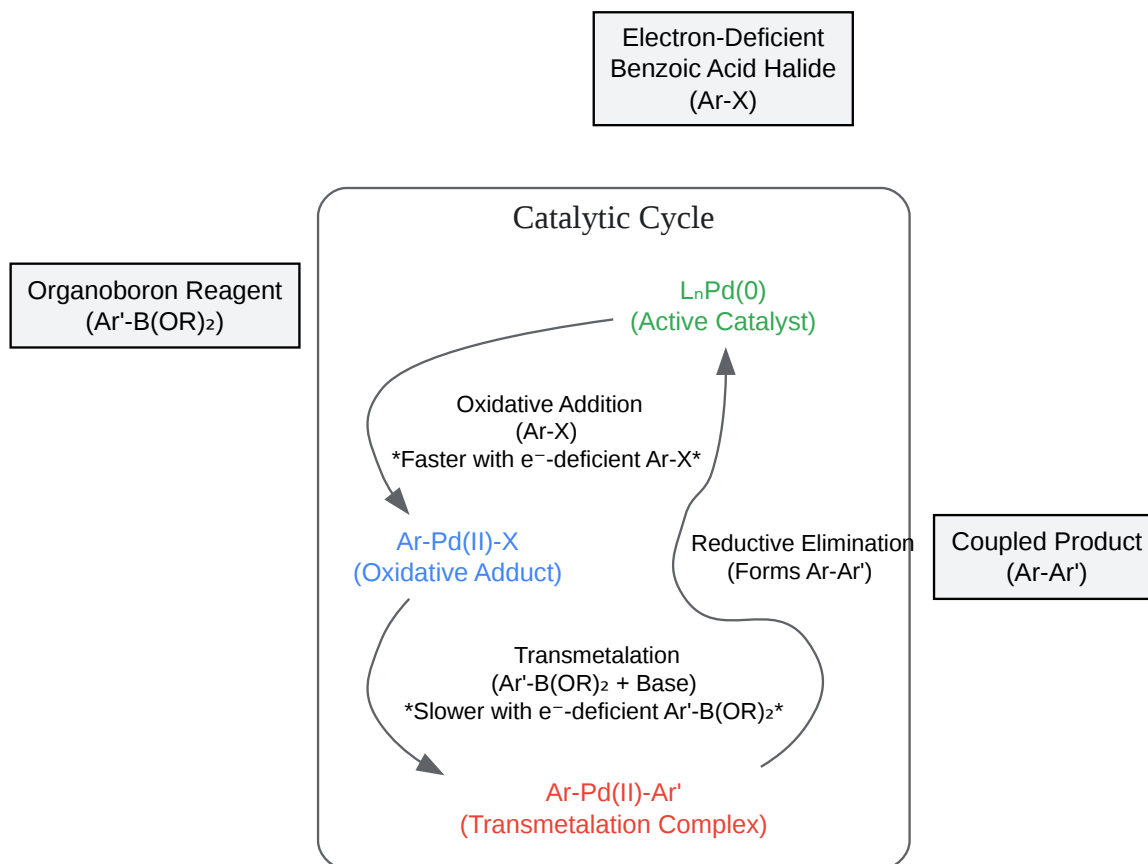 Electron-Deficient
Benzoic Acid Halide
(Ar-X)
Catalytic Cycle
Organoboron Reagent
(Ar'-B(OR)₂)
LₙPd(0)
(Active Catalyst)
Oxidative Addition
(Ar-X)
*Faster with e⁻-deficient Ar-X*
Ar-Pd(II)-X
(Oxidative Adduct)
Reductive Elimination
(Forms Ar-Ar')
Coupled Product
(Ar-Ar')
Transmetalation
(Ar'-B(OR)₂ + Base)
*Slower with e⁻-deficient Ar'-B(OR)₂*
Ar-Pd(II)-Ar'
(Transmetalation Complex)